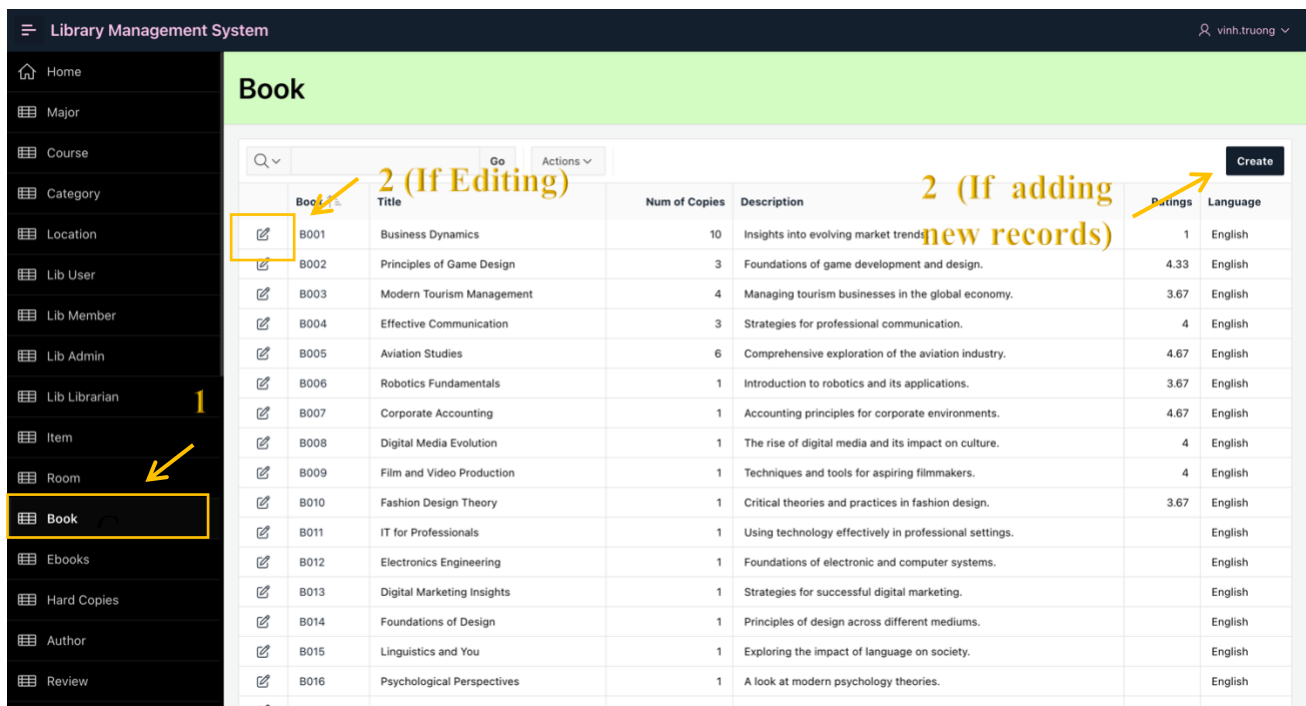 Library Management System
vinh.truong
Home
Major
Course
Category
Location
Lib User
Lib Member
Lib Admin
Lib Librarian
Item
Room
Book
Ebooks
Hard Copies
Author
Review
1
Book
Go Actions Create
2 (If Editing)
2 (If adding
new records)
Book Title Num of Copies Description Ratings Language
B001 Business Dynamics 10 Insights into evolving market trends 1 English
B002 Principles of Game Design 3 Foundations of game development and design. 4.33 English
B003 Modern Tourism Management 4 Managing tourism businesses in the global economy. 3.67 English
B004 Effective Communication 3 Strategies for professional communication. 4 English
B005 Aviation Studies 6 Comprehensive exploration of the aviation industry. 4.67 English
B006 Robotics Fundamentals 1 Introduction to robotics and its applications. 3.67 English
B007 Corporate Accounting 1 Accounting principles for corporate environments. 4.67 English
B008 Digital Media Evolution 1 The rise of digital media and its impact on culture. 4 English
B009 Film and Video Production 1 Techniques and tools for aspiring filmmakers. 4 English
B010 Fashion Design Theory 1 Critical theories and practices in fashion design. 3.67 English
B011 IT for Professionals 1 Using technology effectively in professional settings. English
B012 Electronics Engineering 1 Foundations of electronic and computer systems. English
B013 Digital Marketing Insights 1 Strategies for successful digital marketing. English
B014 Foundations of Design 1 Principles of design across different mediums. English
B015 Linguistics and You 1 Exploring the impact of language on society. English
B016 Psychological Perspectives 1 A look at modern psychology theories. English